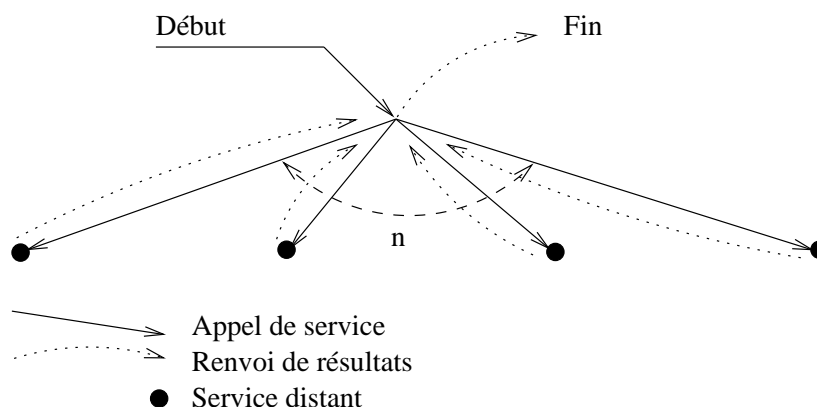 Début
Fin
n
Appel de service
Renvoi de résultats
Service distant